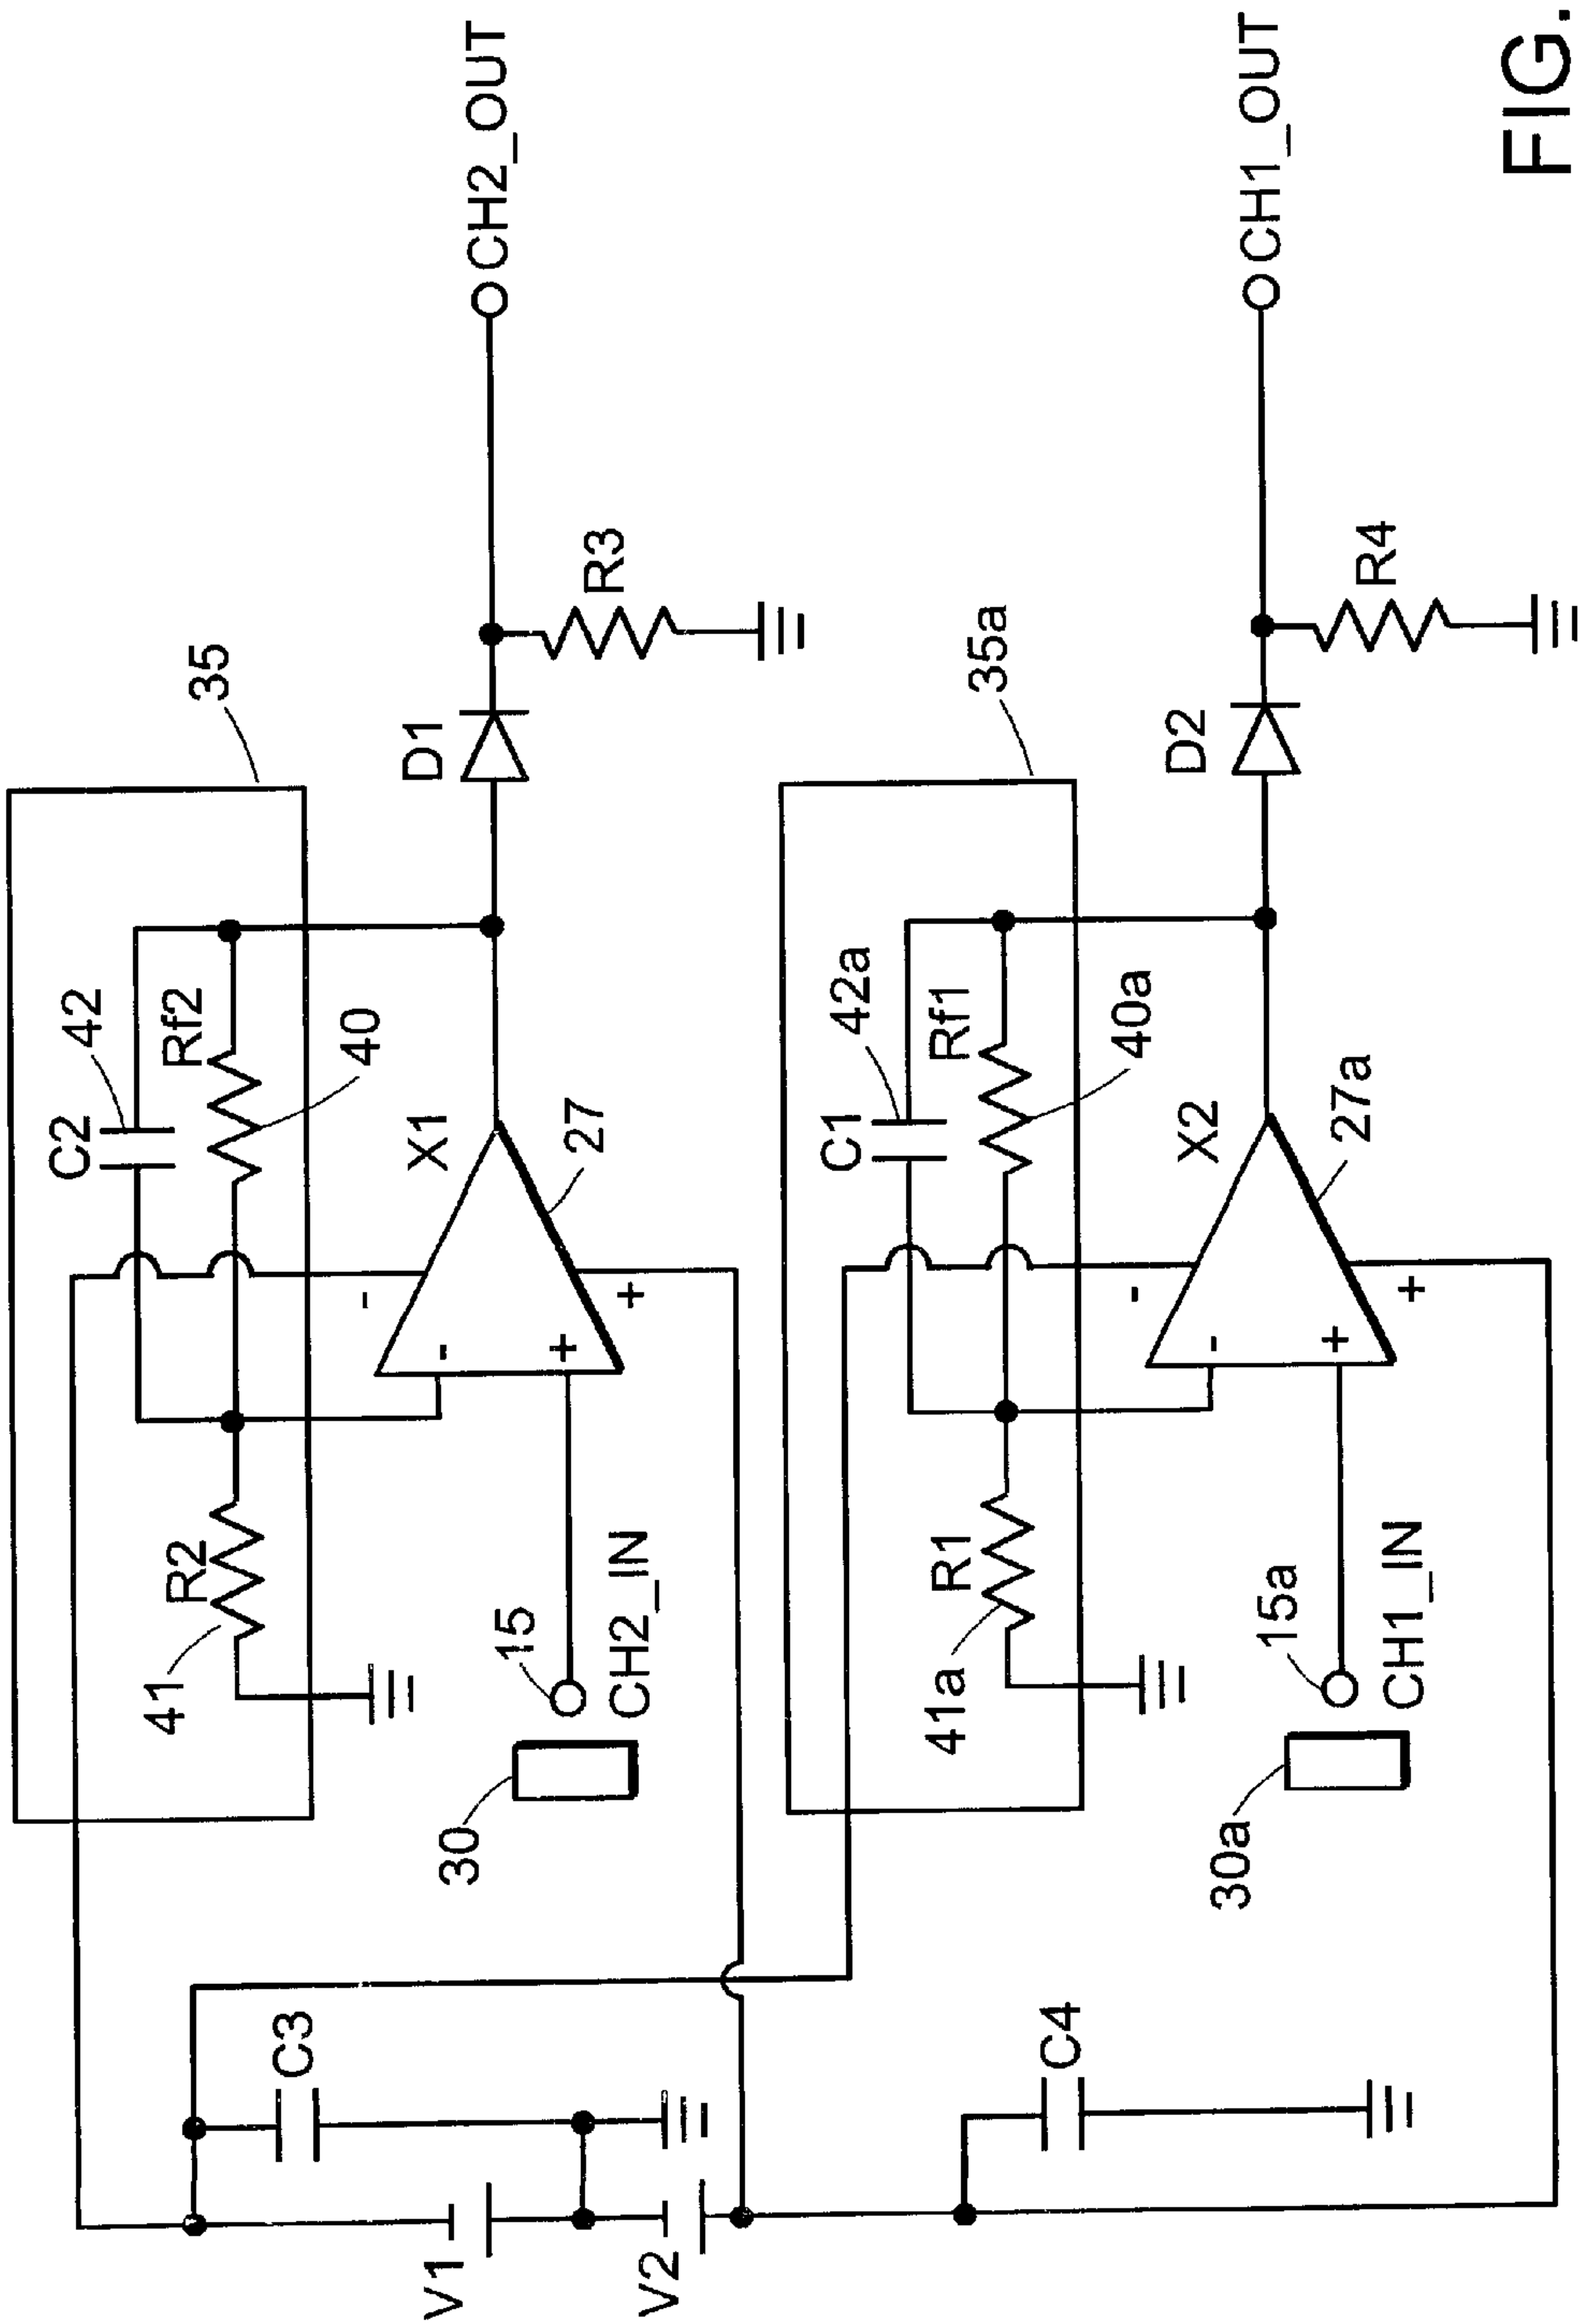 35
42
C2
Rf2
40
R2
41
X1
27
-
-
+
+
D1
CH2_OUT
R3
15
CH2_IN
30
C3
V1
V2
35a
42a
C1
Rf1
40a
R1
41a
X2
27a
-
-
+
+
D2
CH1_OUT
R4
15a
CH1_IN
30a
C4
FIG.